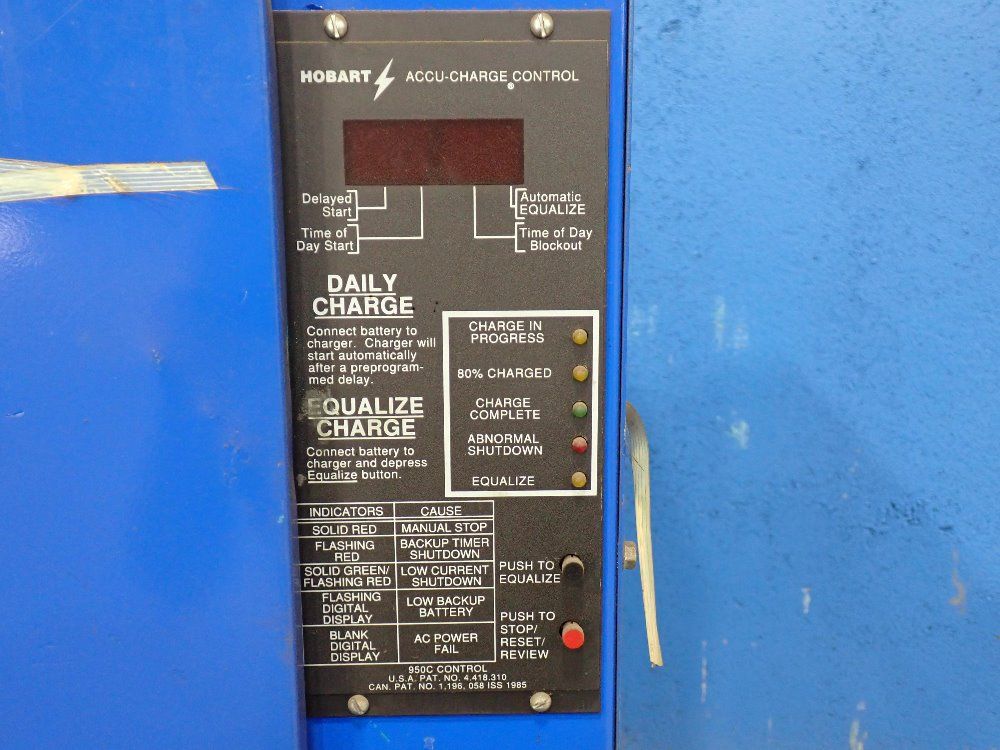 HOBART ACCU-CHARGE® CONTROL
Delayed
Start
Time of
Day Start
Automatic
EQUALIZE
Time of Day
Blockout
DAILY
CHARGE
Connect battery to
charger. Charger will
start automatically
after a preprogram-
med delay.
EQUALIZE
CHARGE
Connect battery to
charger and depress
Equalize button.
CHARGE IN
PROGRESS
80% CHARGED
CHARGE
COMPLETE
ABNORMAL
SHUTDOWN
EQUALIZE
INDICATORS CAUSE
SOLID RED MANUAL STOP
FLASHING
RED
BACKUP TIMER
SHUTDOWN
SOLID GREEN/
FLASHING RED
LOW CURRENT
SHUTDOWN
FLASHING
DIGITAL
DISPLAY
LOW BACKUP
BATTERY
BLANK
DIGITAL
DISPLAY
AC POWER
FAIL
PUSH TO
EQUALIZE
PUSH TO
STOP/
RESET/
REVIEW
950C CONTROL
U.S.A. PAT. NO. 4.418.310
CAN. PAT. NO. 1,196, 058 ISS 1985